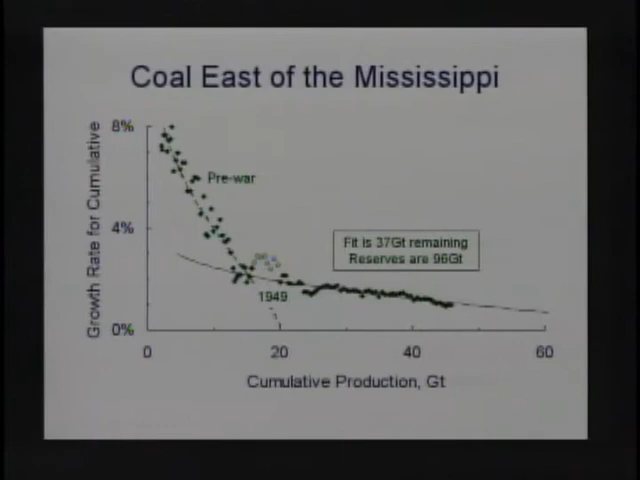 Coal East of the Mississippi
Growth Rate for Cumulative
8%
4%
0%
Pre-war
Fit is 37Gt remaining
Reserves are 96Gt
1949
0
20
40
60
Cumulative Production, Gt